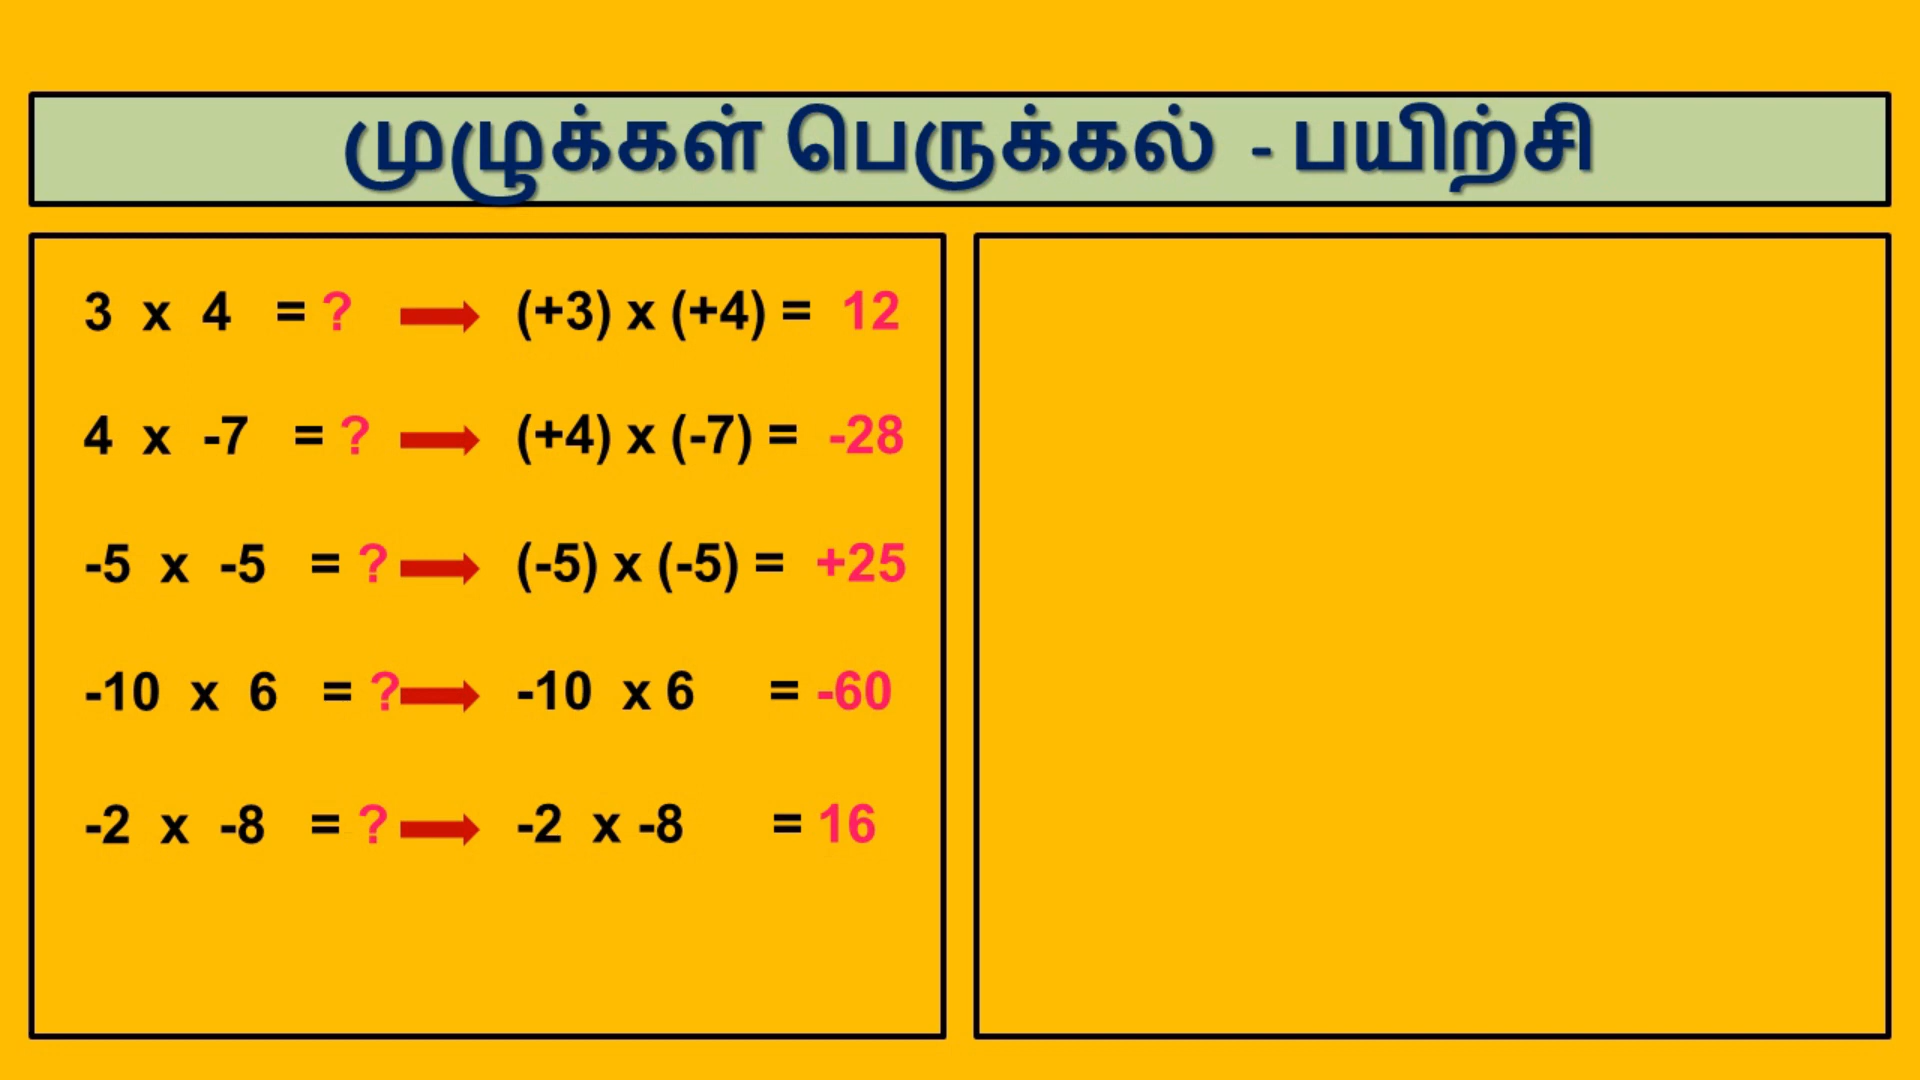 முழுக்கள் பெருக்கல் - பயிற்சி
3 x 4 = ? (+3) x (+4) = 12
4 x -7 = ? (+4) x (-7) = -28
-5 x -5 = ? (-5) x (-5) = +25
-10 x 6 = ? -10 x 6 = -60
-2 x -8 = ? -2 x -8 = 16